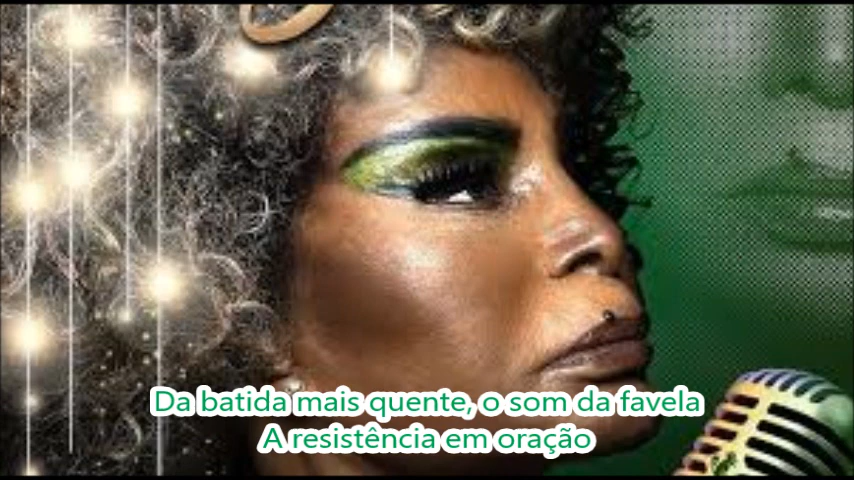 Da batida mais quente, o som da favela
A resistência em oração